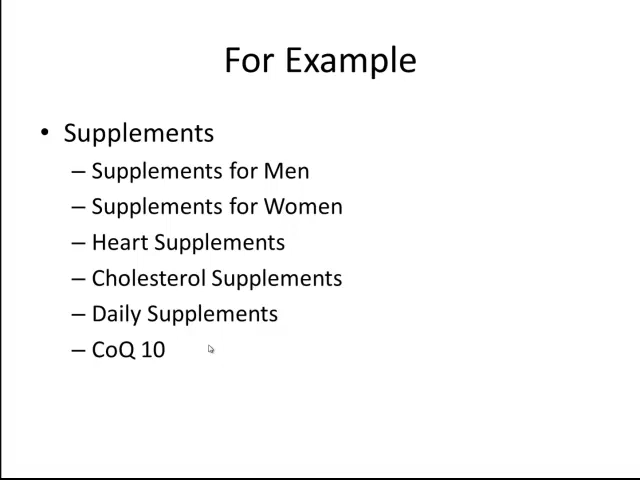 For Example
• Supplements
– Supplements for Men
– Supplements for Women
– Heart Supplements
– Cholesterol Supplements
– Daily Supplements
– CoQ 10